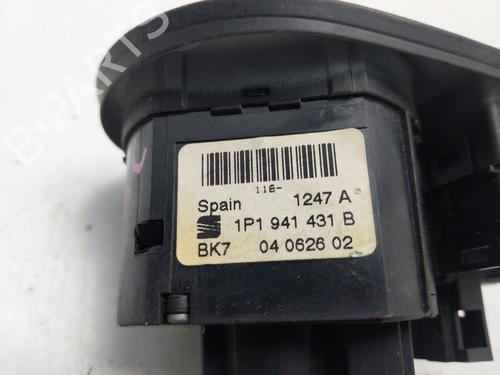 B-PARTS
118-
Spain 1247 A
1P1 941 431 B
BK7 04 0626 02